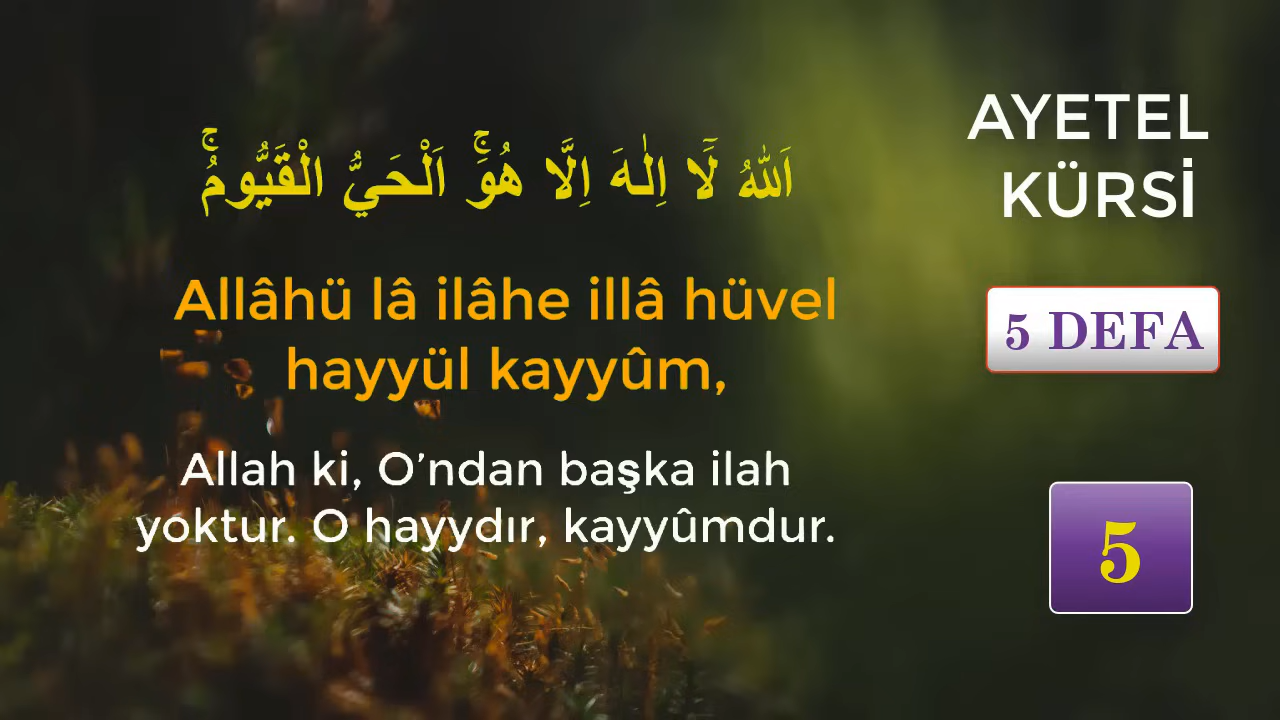 اَللّٰهُ لَٓا اِلٰهَ اِلَّا هُوَۚ اَلْحَيُّ الْقَيُّومُۚ
Allâhü lâ ilâhe illâ hüvel
hayyül kayyûm,
Allah ki, O’ndan başka ilah
yoktur. O hayydır, kayyûmdur.
AYETEL
KÜRSİ
5 DEFA
5